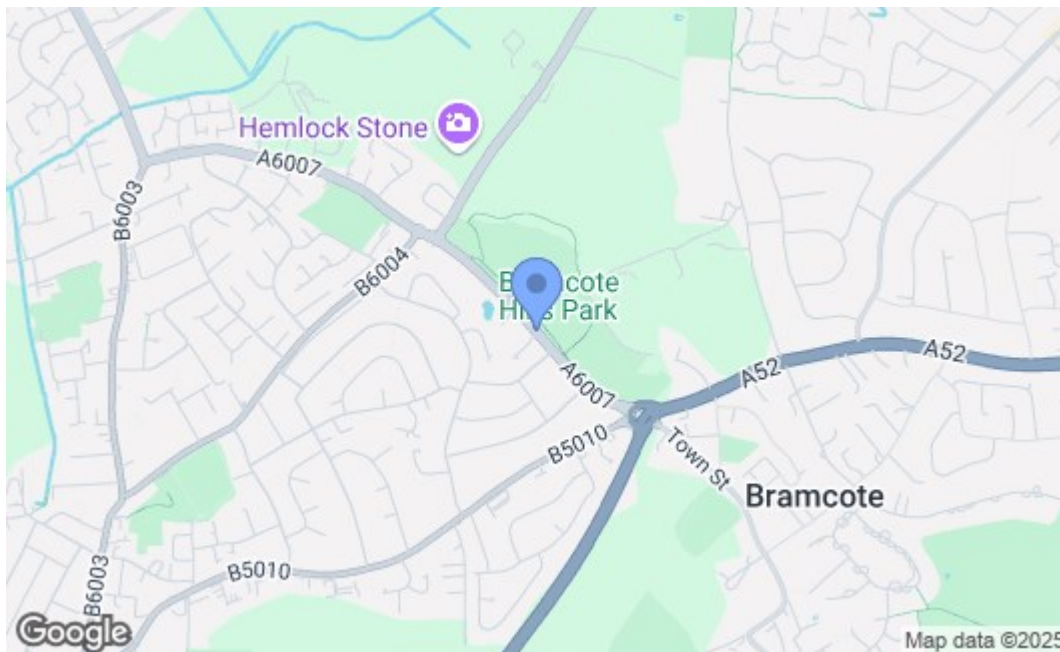 Hemlock Stone
A6007
B6003
B6004
Hills Park
A6007
A52
A52
B5010
Town St
Bramcote
B5010
B6003
Google
Map data ©2025